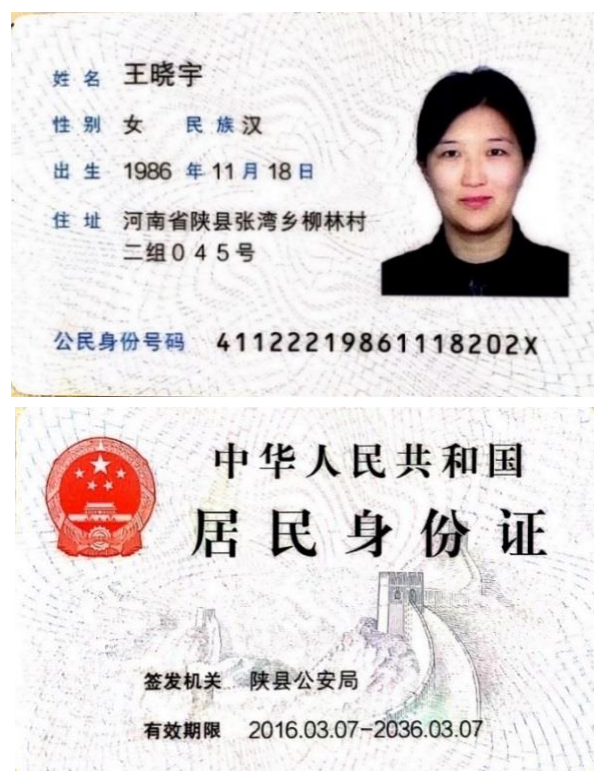 姓名 王晓宇
性别 女 民族 汉
出生 1986 年 11 月 18 日
住址 河南省陕县张湾乡柳林村
二组045号
公民身份号码 41122219861118202X
中华人民共和国
居民身份证
签发机关 陕县公安局
有效期限 2016.03.07-2036.03.07